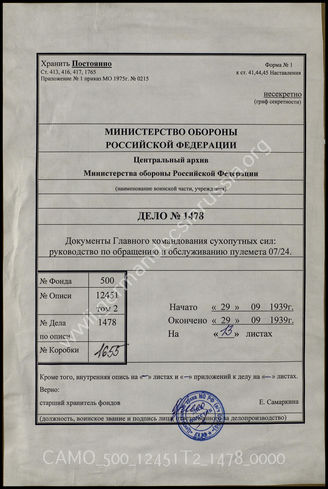 Хранить Постоянно
Форма № 1
Ст. 413, 416, 417, 1765
к ст. 41,44,45 Наставления
Приложение № 1 приказ МО 1975г. № 0215
несекретно
(гриф секретности)
МИНИСТЕРСТВО ОБОРОНЫ
РОССИЙСКОЙ ФЕДЕРАЦИИ
Центральный архив
Министерства обороны Российской Федерации
(наименование воинской части, учреждения)
ДЕЛО № 1478
Документы Главного командования сухопутных сил:
руководство по обращению и обслуживанию пулемета 07/24.
№ Фонда 500
№ Описи 12451
том 2
№ Дела 1478
по описи
№ Коробки 1655
Начато « 29 » 09 1939г.
Окончено « 29 » 09 1939г.
На « 13 » листах
Кроме того, внутренняя опись на «—» листах и «—» приложений к делу на «—» листах.
Верно:
старший хранитель фондов Е. Самаркина
(должность, воинское звание и подпись лица, ответственного за делопроизводство)
CAMO_500_12451T2_1478_0000